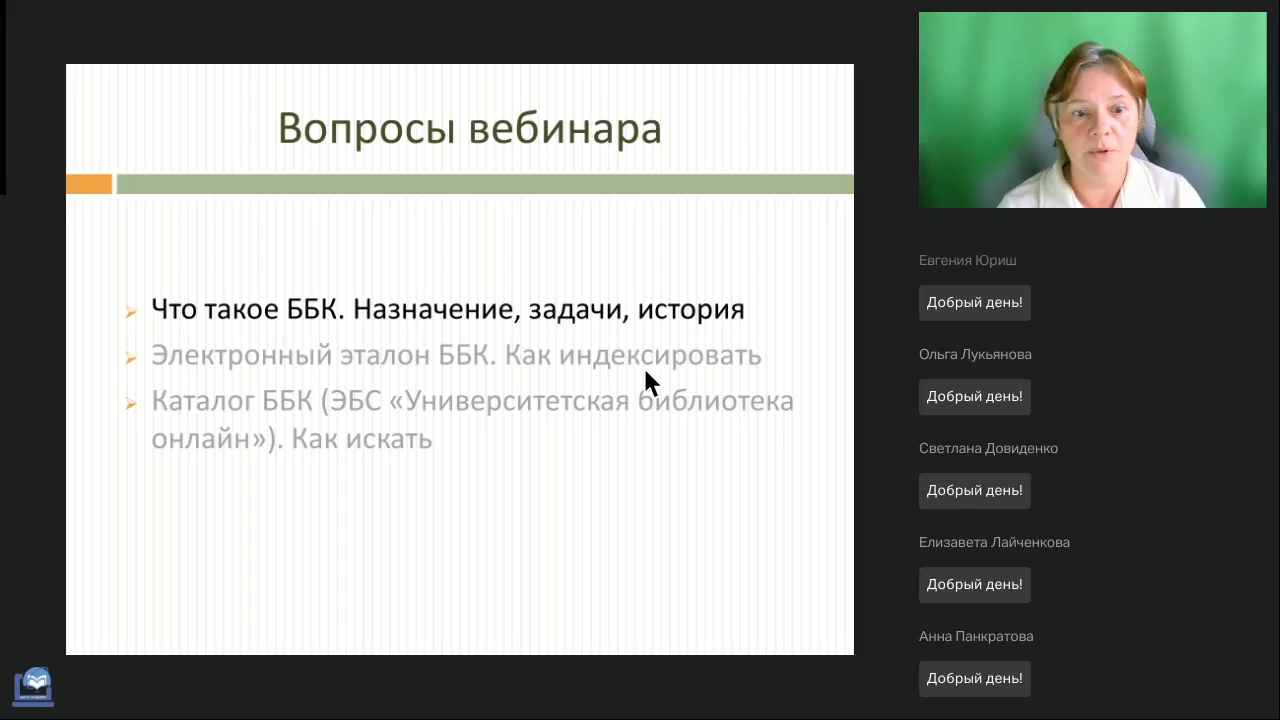 Вопросы вебинара
Что такое ББК. Назначение, задачи, история
Электронный эталон ББК. Как индексировать
Каталог ББК (ЭБС «Университетская библиотека
онлайн»). Как искать
Евгения Юриш
Добрый день!
Ольга Лукьянова
Добрый день!
Светлана Довиденко
Добрый день!
Елизавета Лайченкова
Добрый день!
Анна Панкратова
Добрый день!